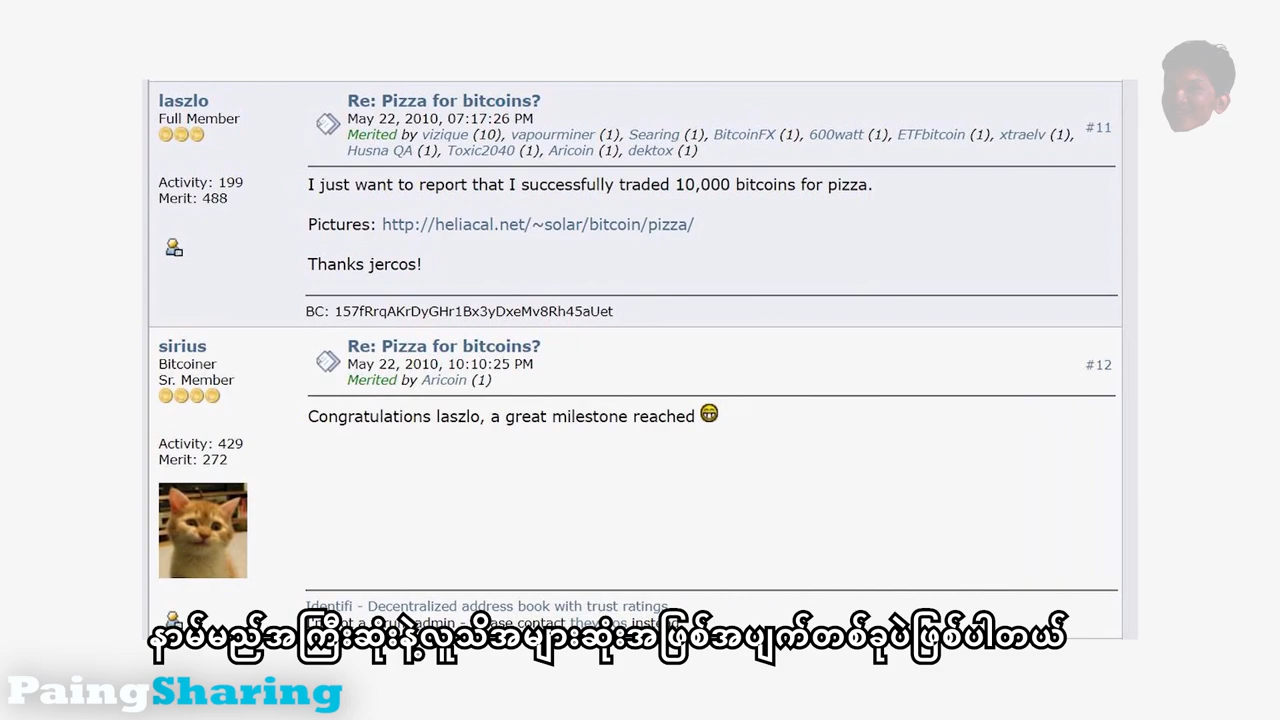 laszlo
Full Member
Activity: 199
Merit: 488
Re: Pizza for bitcoins?
May 22, 2010, 07:17:26 PM
Merited by vizique (10), vapourminer (1), Searing (1), BitcoinFX (1), 600watt (1), ETFbitcoin (1), xtraelv (1),
Husna QA (1), Toxic2040 (1), Aricoin (1), dektox (1)
#11
I just want to report that I successfully traded 10,000 bitcoins for pizza.
Pictures: http://heliacal.net/~solar/bitcoin/pizza/
Thanks jercos!
BC: 157fRrqAKrDyGHr1Bx3yDxeMv8Rh45aUet
sirius
Bitcoiner
Sr. Member
Activity: 429
Merit: 272
Re: Pizza for bitcoins?
May 22, 2010, 10:10:25 PM
Merited by Aricoin (1)
#12
Congratulations laszlo, a great milestone reached
Identifi - Decentralized address book with trust ratings
admin - please contact
နာမ်မည်အကြီးဆုံးနဲ့လူသိအများဆုံးအဖြစ်အပျက်တစ်ခုပဲဖြစ်ပါတယ်
PaingSharing